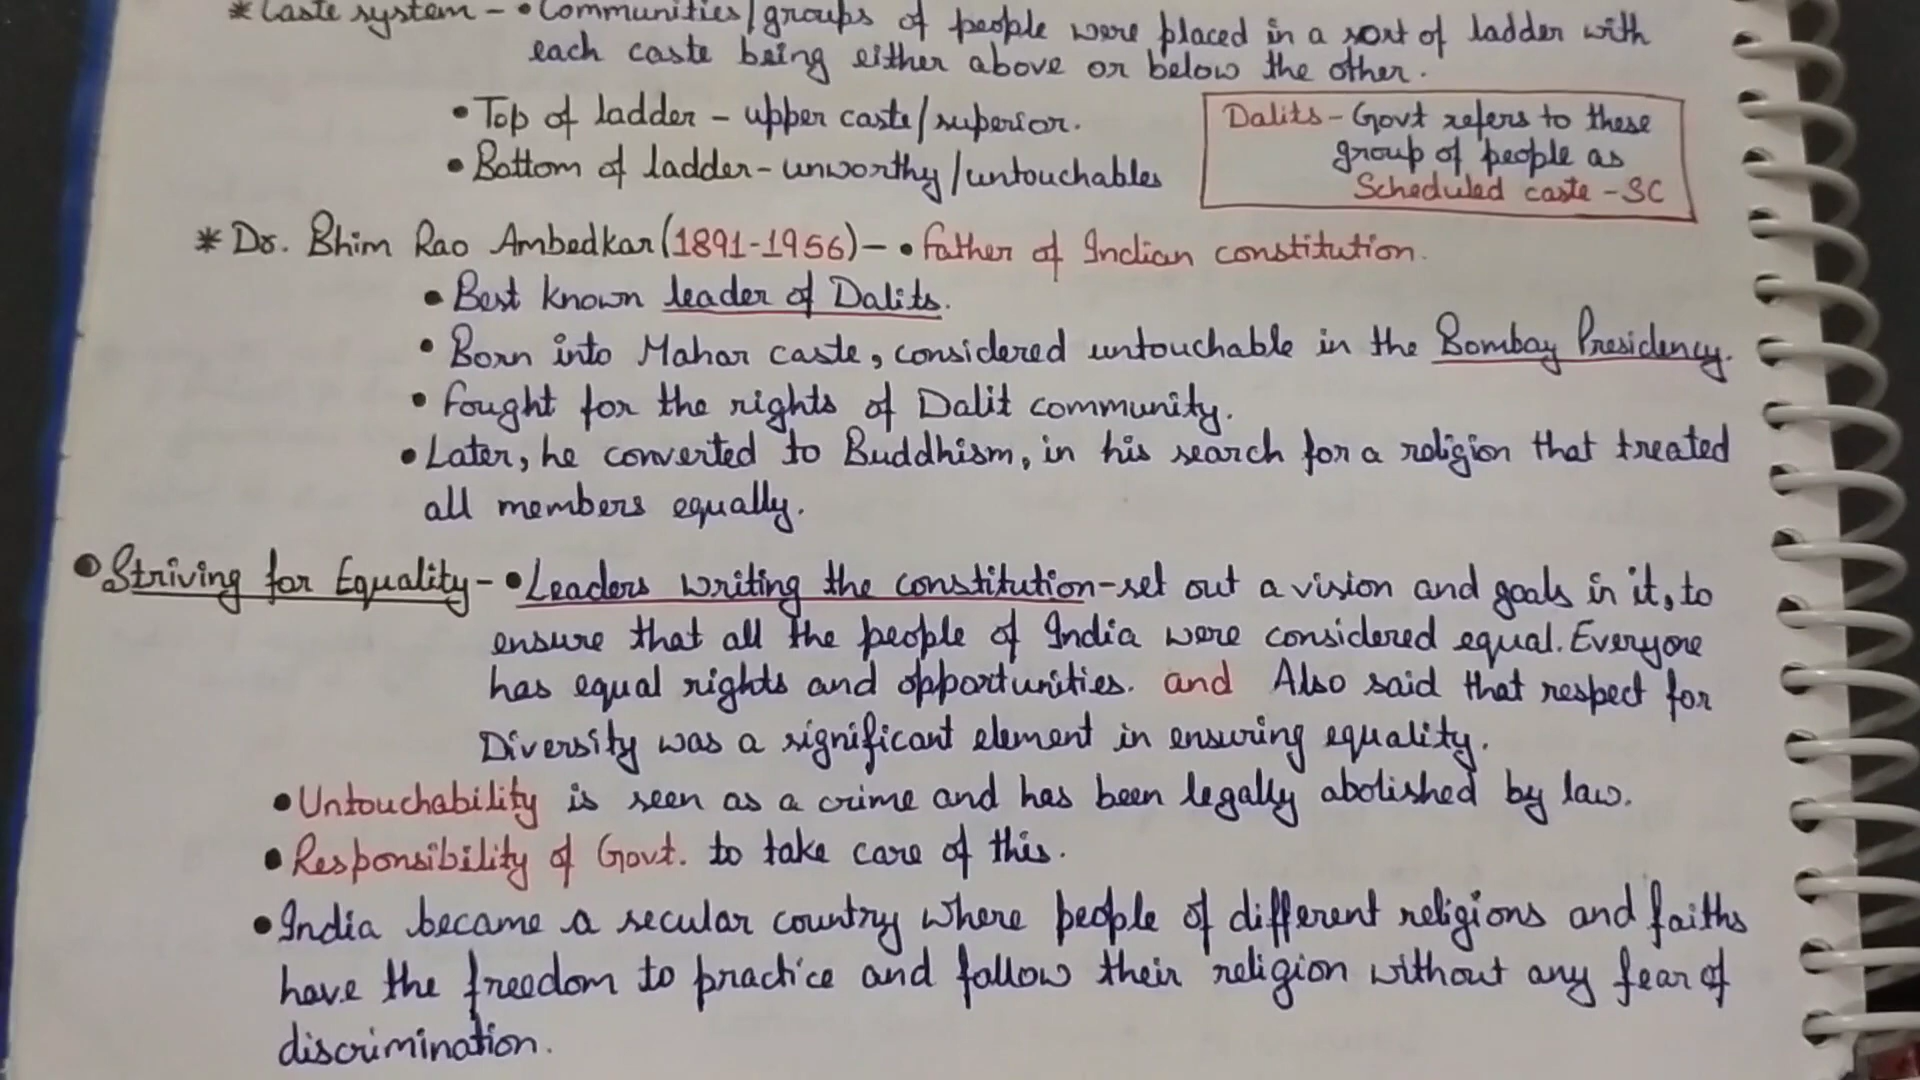 * Caste system - • Communities/groups of people were placed in a sort of ladder with
each caste being either above or below the other.
• Top of ladder - upper caste/superior.
• Bottom of ladder - unworthy/untouchables
Dalits - Govt refers to these
group of people as
Scheduled caste - SC
* Dr. Bhim Rao Ambedkar (1891-1956) - • Father of Indian constitution.
• Best known leader of Dalits.
• Born into Mahar caste, considered untouchable in the Bombay Presidency.
• Fought for the rights of Dalit community.
• Later, he converted to Buddhism, in his search for a religion that treated
all members equally.
• Striving for Equality - • Leaders writing the constitution - set out a vision and goals in it, to
ensure that all the people of India were considered equal. Everyone
has equal rights and opportunities. and Also said that respect for
Diversity was a significant element in ensuring equality.
• Untouchability is seen as a crime and has been legally abolished by law.
• Responsibility of Govt. to take care of this.
• India became a secular country where people of different religions and faiths
have the freedom to practice and follow their religion without any fear of
discrimination.